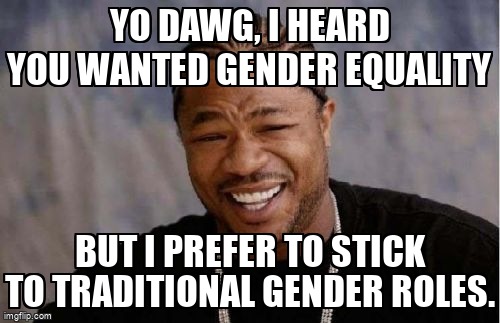 YO DAWG, I HEARD
YOU WANTED GENDER EQUALITY
BUT I PREFER TO STICK
TO TRADITIONAL GENDER ROLES.
imgflip.com